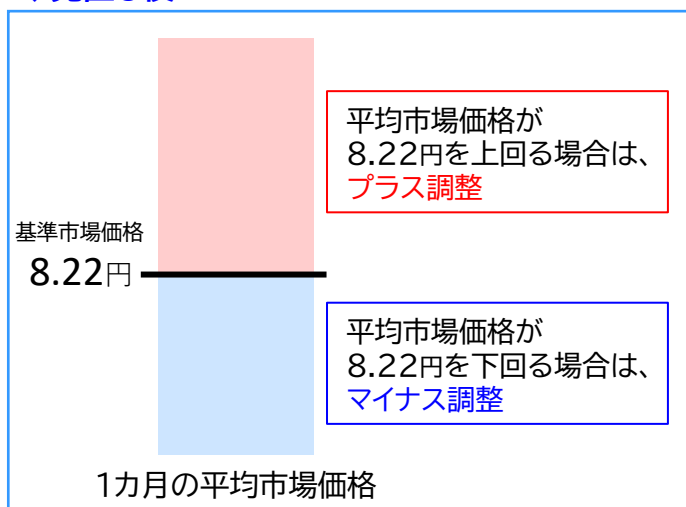 平均市場価格が
8.22円を上回る場合は、
プラス調整
基準市場価格
8.22円
平均市場価格が
8.22円を下回る場合は、
マイナス調整
1カ月の平均市場価格